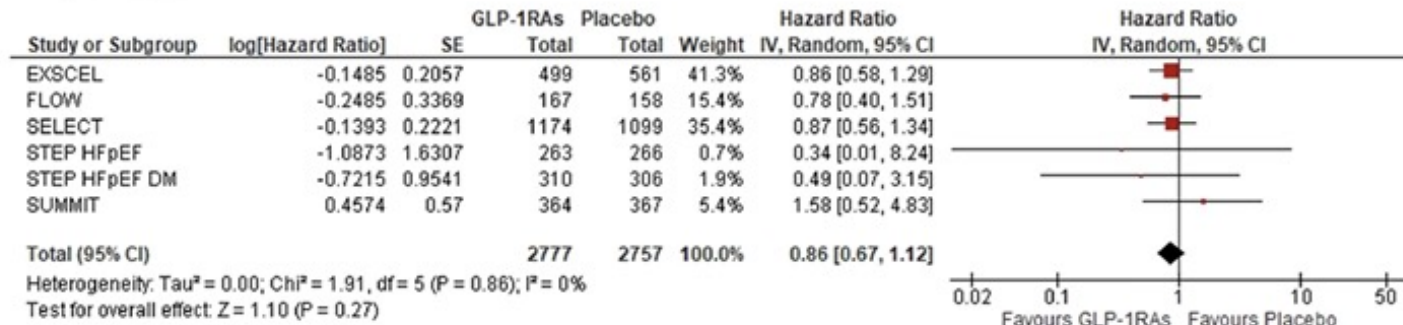 GLP-1RAs Placebo Hazard Ratio Hazard Ratio
Study or Subgroup log[Hazard Ratio] SE Total Total Weight IV, Random, 95% CI IV, Random, 95% CI
EXSCEL -0.1485 0.2057 499 561 41.3% 0.86 [0.58, 1.29]
FLOW -0.2485 0.3369 167 158 15.4% 0.78 [0.40, 1.51]
SELECT -0.1393 0.2221 1174 1099 35.4% 0.87 [0.56, 1.34]
STEP HFpEF -1.0873 1.6307 263 266 0.7% 0.34 [0.01, 8.24]
STEP HFpEF DM -0.7215 0.9541 310 306 1.9% 0.49 [0.07, 3.15]
SUMMIT 0.4574 0.57 364 367 5.4% 1.58 [0.52, 4.83]
Total (95% CI) 2777 2757 100.0% 0.86 [0.67, 1.12]
Heterogeneity: Tau² = 0.00; Chi² = 1.91, df = 5 (P = 0.86); I² = 0%
Test for overall effect: Z = 1.10 (P = 0.27)
0.02 0.1 1 10 50
Favours GLP-1RAs Favours Placebo